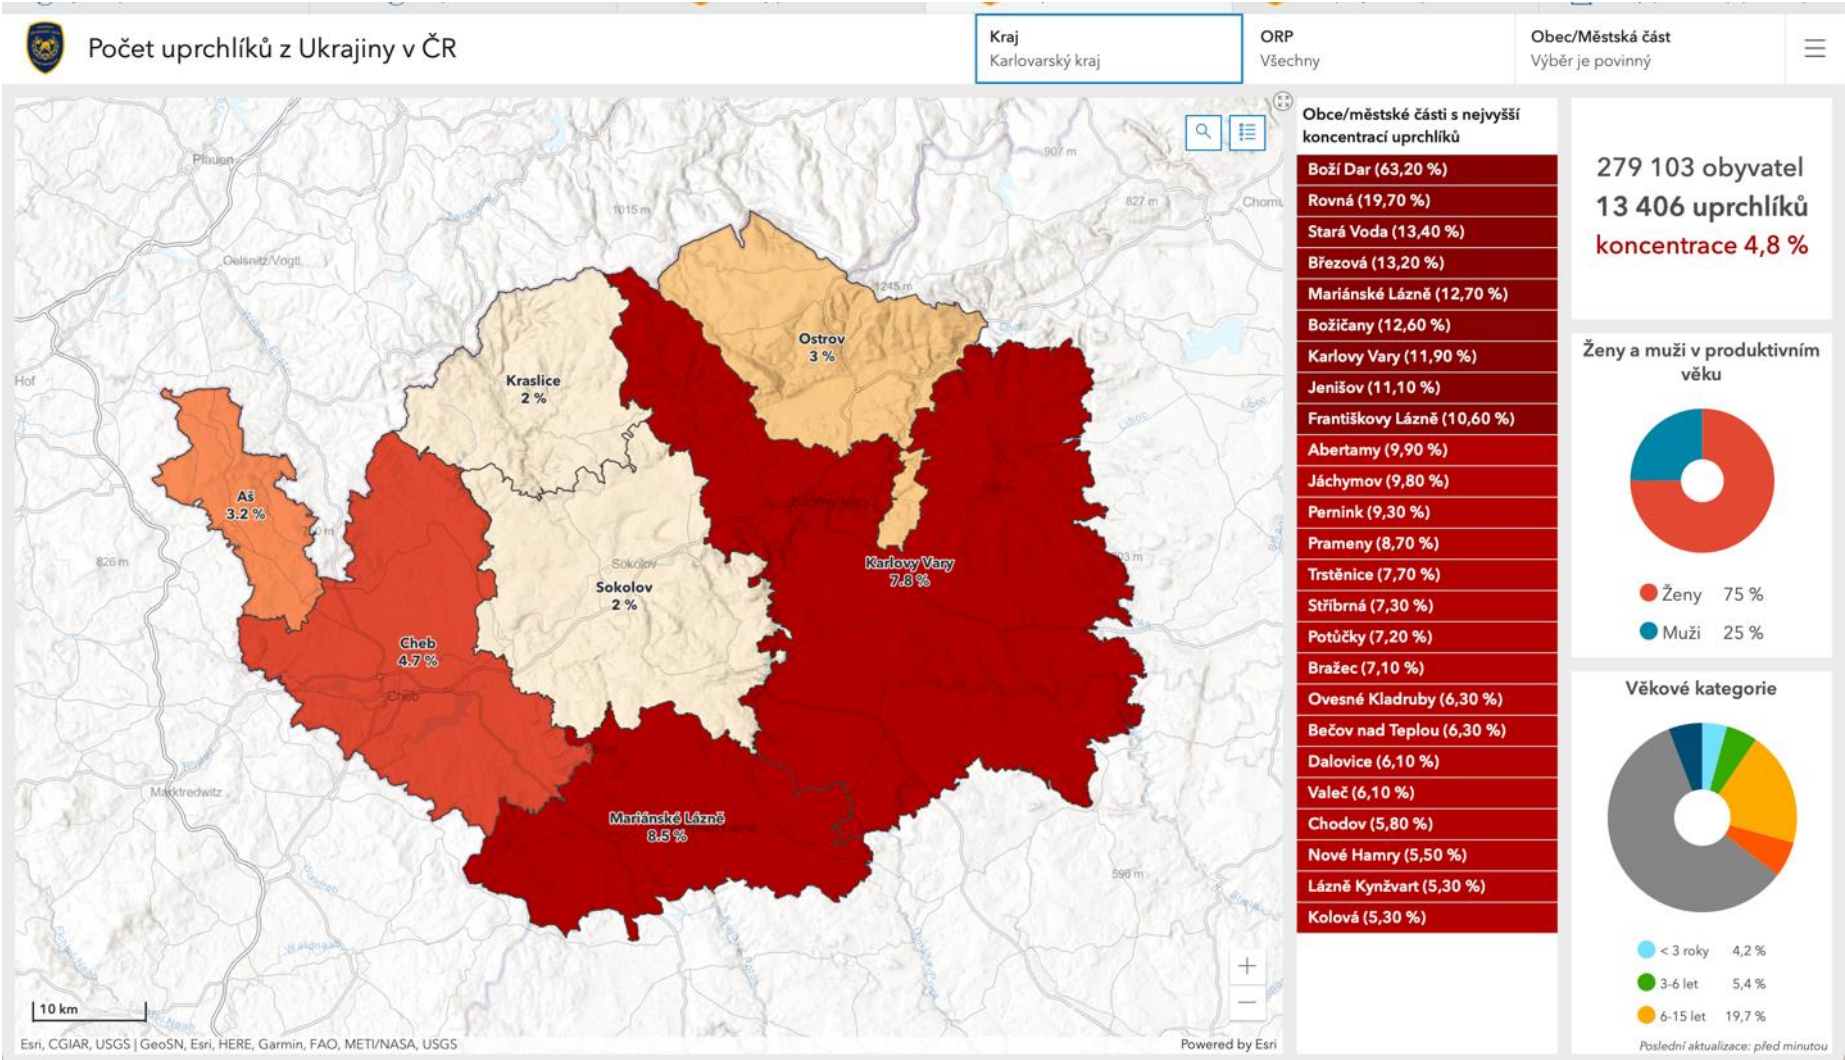 Počet uprchlíků z Ukrajiny v ČR
Kraj
Karlovarský kraj
ORP
Všechny
Obec/Městská část
Výběr je povinný
Plauen
Oelsnitz/Vogtl.
Hof
1015 m
907 m
827 m
1245 m
826 m
596 m
Ostrov
3 %
Kraslice
2 %
Aš
3.2 %
Sokolov
Sokolov
2 %
Karlovy Vary
7.8 %
Cheb
4.7 %
Cheb
Marktredwitz
Mariánské Lázně
8.5 %
10 km
Esri, CGIAR, USGS | GeoSN, Esri, HERE, Garmin, FAO, METI/NASA, USGS
Powered by Esri
Obce/městské části s nejvyšší
koncentrací uprchlíků
Boží Dar (63,20 %)
Rovná (19,70 %)
Stará Voda (13,40 %)
Březová (13,20 %)
Mariánské Lázně (12,70 %)
Božičany (12,60 %)
Karlovy Vary (11,90 %)
Jenišov (11,10 %)
Františkovy Lázně (10,60 %)
Abertamy (9,90 %)
Jáchymov (9,80 %)
Pernink (9,30 %)
Prameny (8,70 %)
Trstěnice (7,70 %)
Stříbrná (7,30 %)
Potůčky (7,20 %)
Bražec (7,10 %)
Ovesné Kladruby (6,30 %)
Bečov nad Teplou (6,30 %)
Dalovice (6,10 %)
Valeč (6,10 %)
Chodov (5,80 %)
Nové Hamry (5,50 %)
Lázně Kynžvart (5,30 %)
Kolová (5,30 %)
279 103 obyvatel
13 406 uprchlíků
koncentrace 4,8 %
Ženy a muži v produktivním
věku
Ženy 75 %
Muži 25 %
Věkové kategorie
< 3 roky 4,2 %
3-6 let 5,4 %
6-15 let 19,7 %
Poslední aktualizace: před minutou